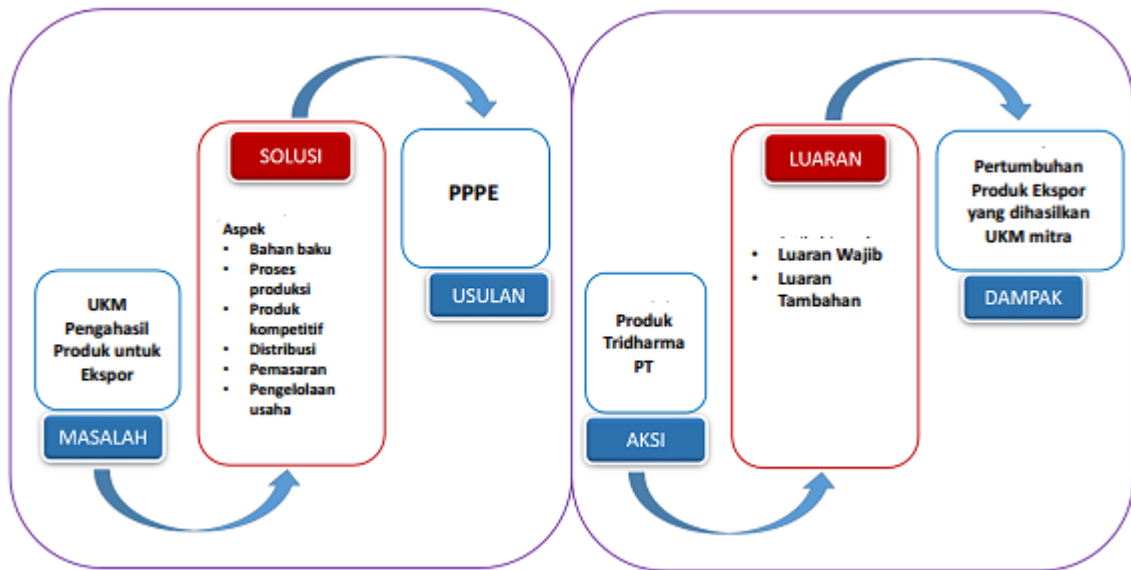 SOLUSI
Aspek
• Bahan baku
• Proses
produksi
• Produk
kompetitif
• Distribusi
• Pemasaran
• Pengelolaan
usaha
PPPE
USULAN
UKM
Pengahasil
Produk untuk
Ekspor
MASALAH
LUARAN
• Luaran Wajib
• Luaran
Tambahan
Pertumbuhan
Produk Ekspor
yang dihasilkan
UKM mitra
DAMPAK
Produk
Tridharma
PT
AKSI